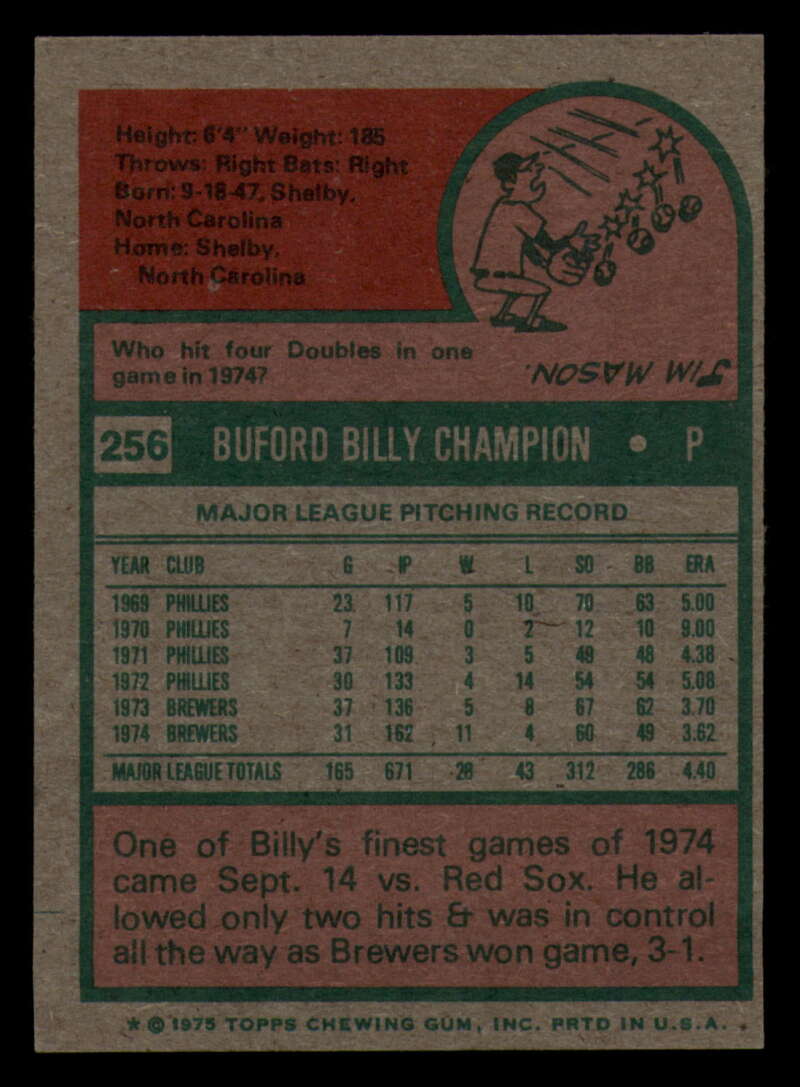 Height: 6'4" Weight: 185
Throws: Right Bats: Right
Born: 9-18-47, Shelby,
North Carolina
Home: Shelby,
North Carolina
Who hit four Doubles in one
game in 1974?
JIM MASON.
256 BUFORD BILLY CHAMPION • P
MAJOR LEAGUE PITCHING RECORD
YEAR CLUB G IP W L SO BB ERA
1969 PHILLIES 23 117 5 10 70 63 5.00
1970 PHILLIES 7 14 0 2 12 10 9.00
1971 PHILLIES 37 109 3 5 49 48 4.38
1972 PHILLIES 30 133 4 14 54 54 5.08
1973 BREWERS 37 136 5 8 67 62 3.70
1974 BREWERS 31 162 11 4 60 49 3.62
MAJOR LEAGUE TOTALS 165 671 28 43 312 286 4.40
One of Billy's finest games of 1974
came Sept. 14 vs. Red Sox. He al-
lowed only two hits & was in control
all the way as Brewers won game, 3-1.
* © 1975 TOPPS CHEWING GUM, INC. PRTD IN U.S.A.